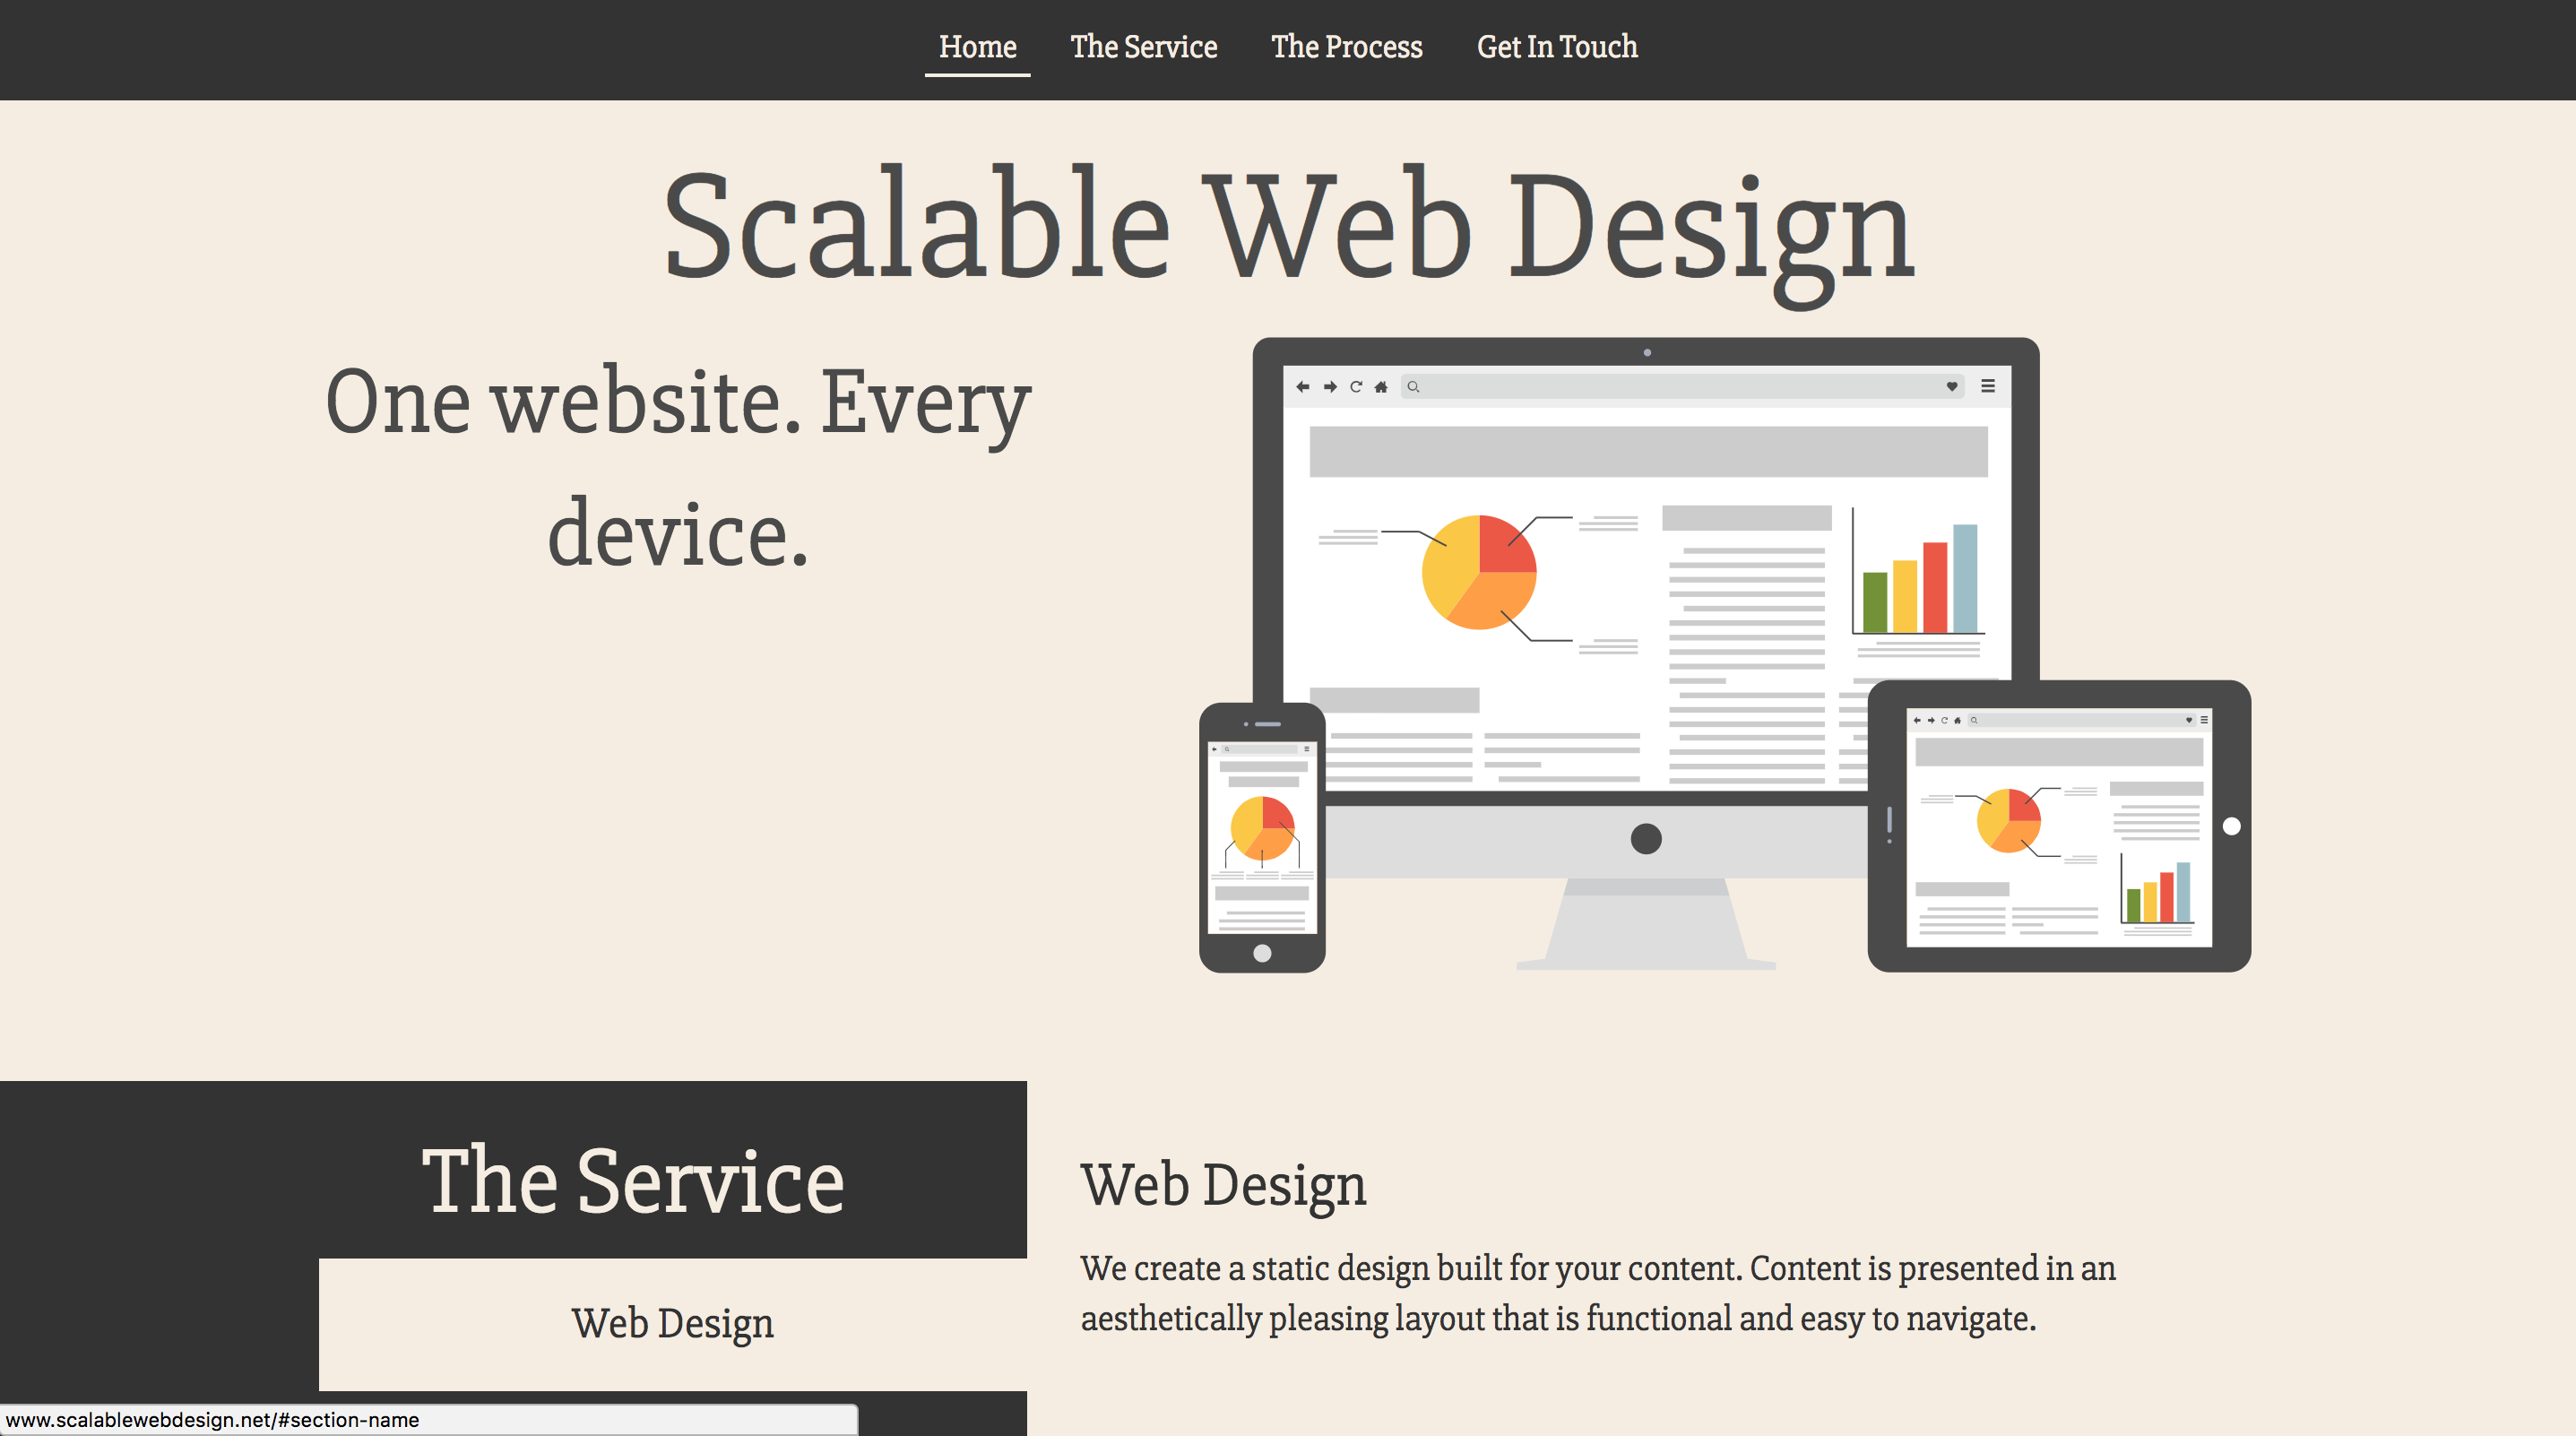 Home The Service The Process Get In Touch
Scalable Web Design
One website. Every
device.
The Service
Web Design
Web Design
We create a static design built for your content. Content is presented in an
aesthetically pleasing layout that is functional and easy to navigate.
www.scalablewebdesign.net/#section-name